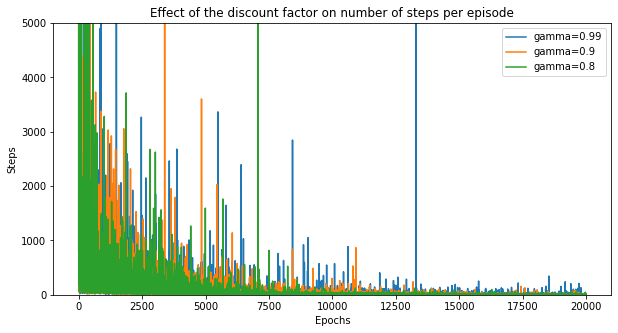 Effect of the discount factor on number of steps per episode
gamma=0.99
gamma=0.9
gamma=0.8
5000
4000
3000
2000
1000
0
Steps
0 2500 5000 7500 10000 12500 15000 17500 20000
Epochs